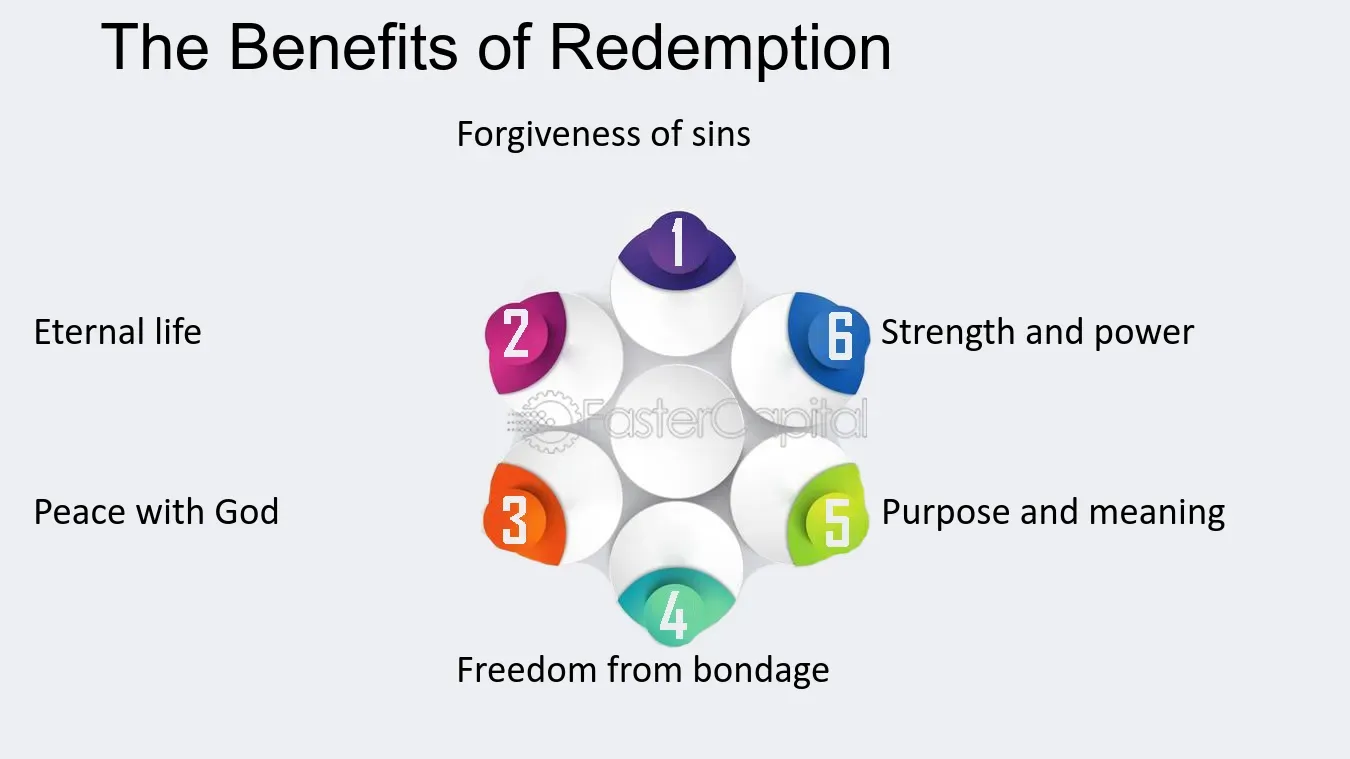 The Benefits of Redemption
Forgiveness of sins
1
2
Eternal life
6
Strength and power
FasterCapital
3
Peace with God
5
Purpose and meaning
4
Freedom from bondage